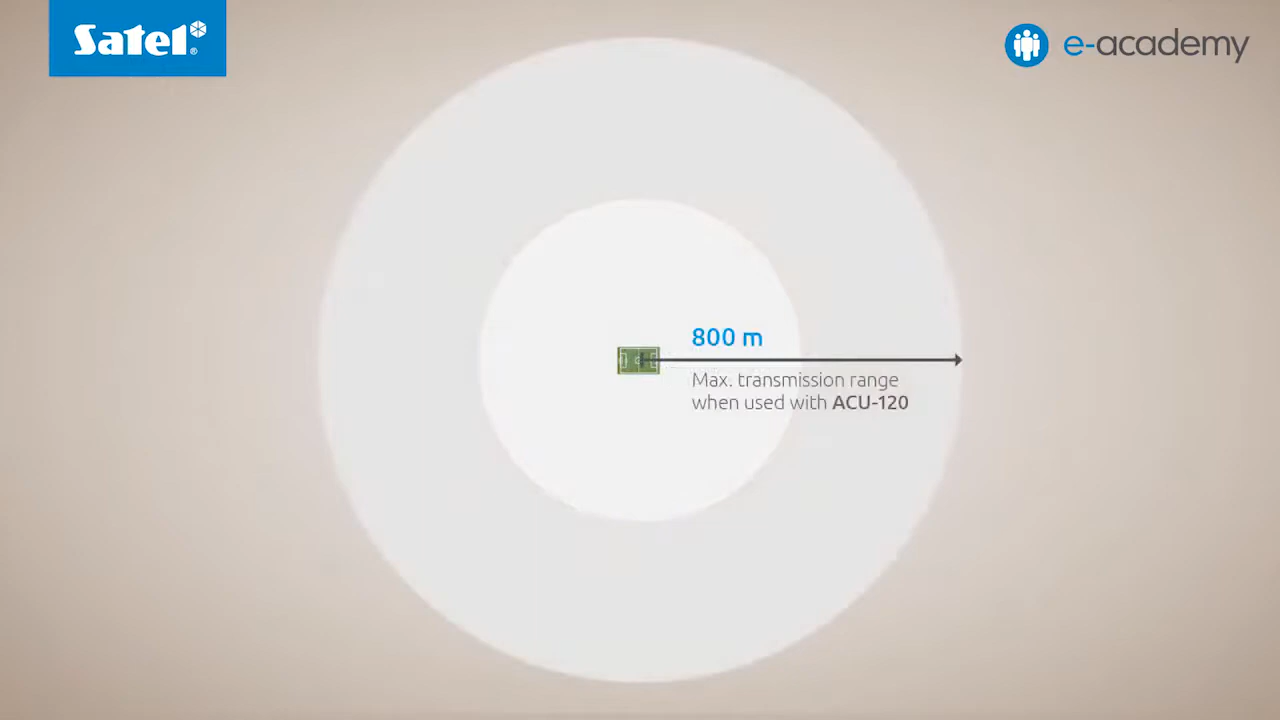 Satel®
e-academy
800 m
Max. transmission range
when used with ACU-120